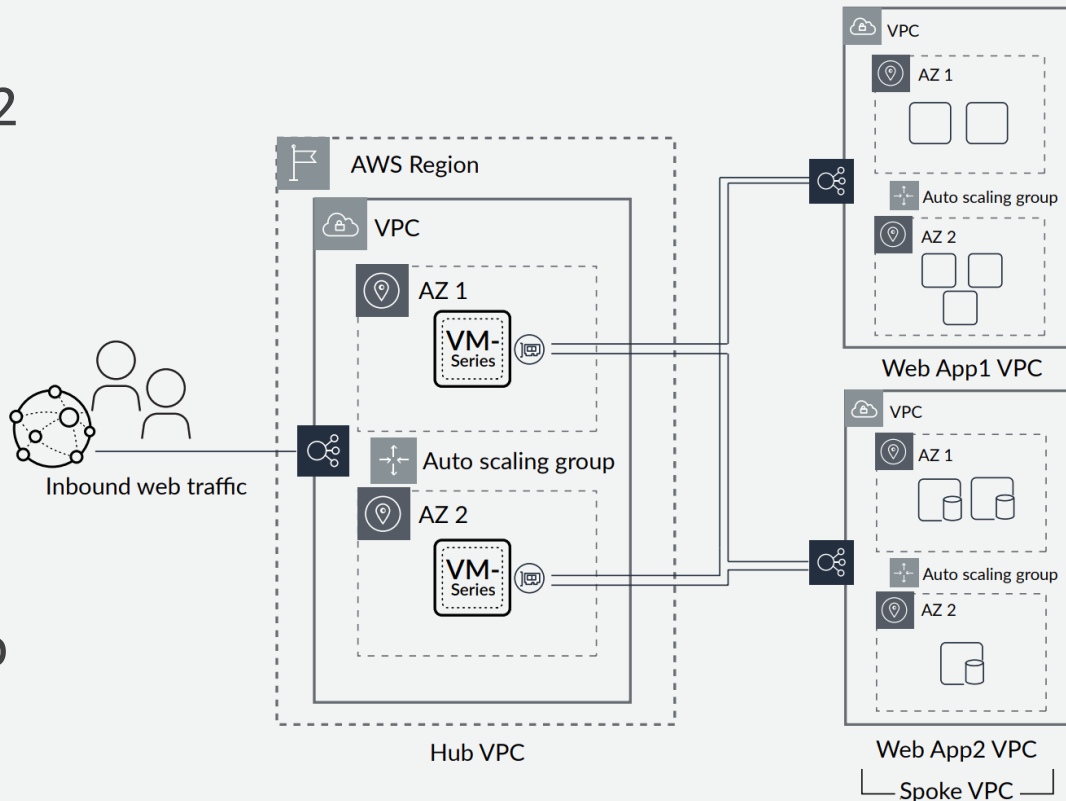 2
AWS Region
VPC
AZ 1
VM-
Series
Auto scaling group
AZ 2
VM-
Series
Hub VPC
Inbound web traffic
VPC
AZ 1
Auto scaling group
AZ 2
Web App1 VPC
VPC
AZ 1
Auto scaling group
AZ 2
Web App2 VPC
Spoke VPC